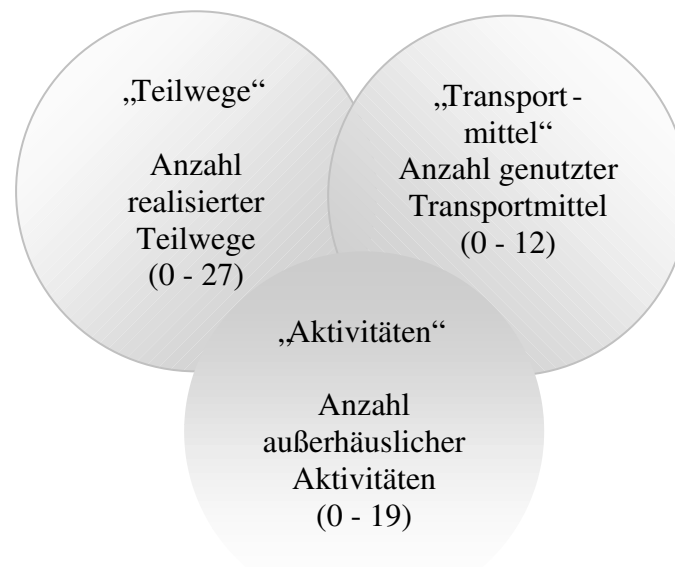 „Teilwege“
Anzahl
realisierter
Teilwege
(0 - 27)
„Transport -
mittel“
Anzahl genutzter
Transportmittel
(0 - 12)
„Aktivitäten“
Anzahl
außerhäuslicher
Aktivitäten
(0 - 19)